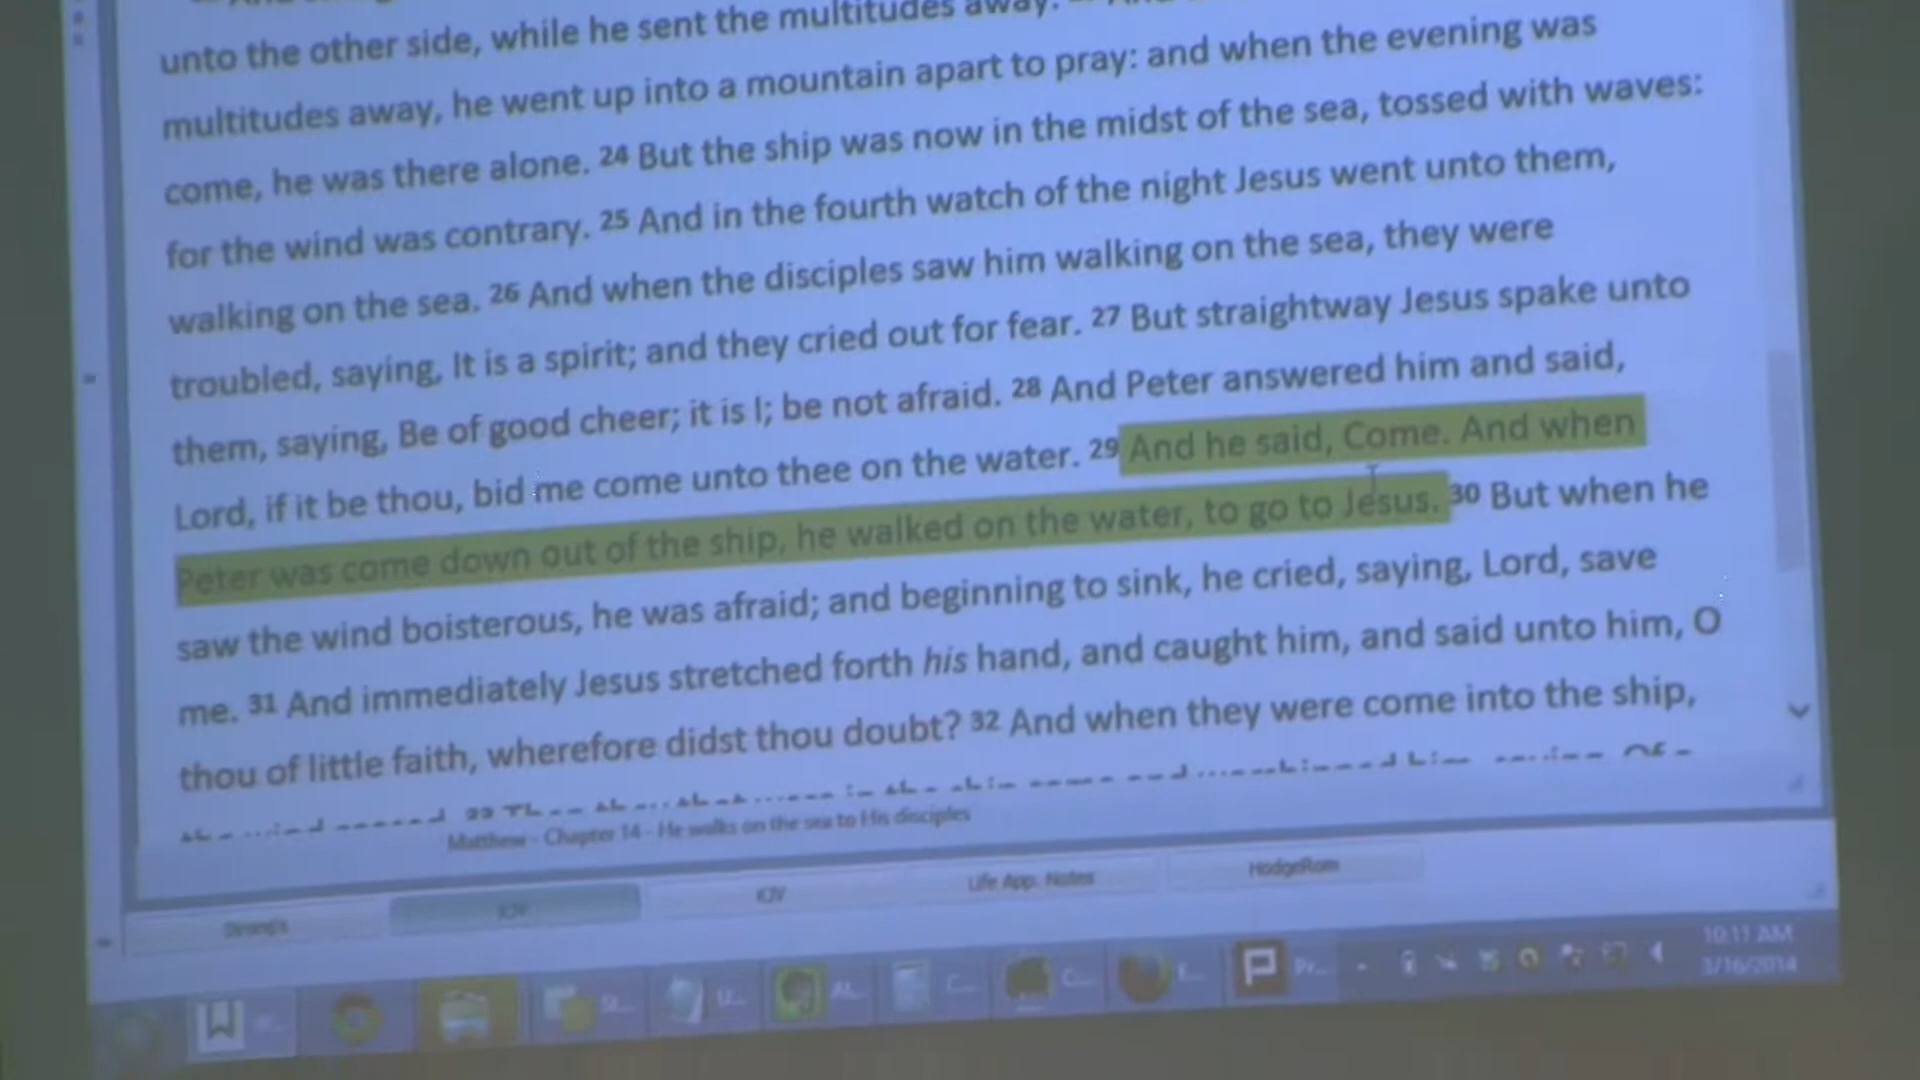 unto the other side, while he sent the multitudes away.
multitudes away, he went up into a mountain apart to pray: and when the evening was
come, he was there alone. 24 But the ship was now in the midst of the sea, tossed with waves:
for the wind was contrary. 25 And in the fourth watch of the night Jesus went unto them,
walking on the sea. 26 And when the disciples saw him walking on the sea, they were
troubled, saying, It is a spirit; and they cried out for fear. 27 But straightway Jesus spake unto
them, saying, Be of good cheer; it is I; be not afraid. 28 And Peter answered him and said,
Lord, if it be thou, bid me come unto thee on the water. 29 And he said, Come. And when
Peter was come down out of the ship, he walked on the water, to go to Jesus. 30 But when he
saw the wind boisterous, he was afraid; and beginning to sink, he cried, saying, Lord, save
me. 31 And immediately Jesus stretched forth his hand, and caught him, and said unto him, O
thou of little faith, wherefore didst thou doubt? 32 And when they were come into the ship,
Matthew - Chapter 14 - He walks on the sea to His disciples
Strong's KJV Life App. Notes HodgeRom
10:11 AM
3/16/2014